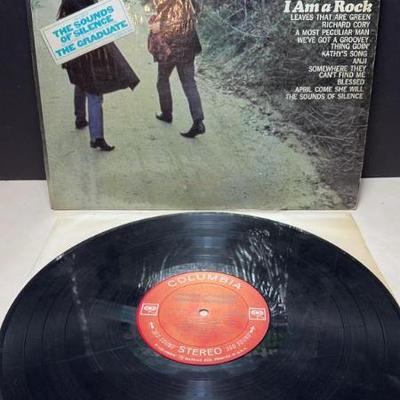 I Am a Rock
LEAVES THAT ARE GREEN
RICHARD CORY
A MOST PECULIAR MAN
WE'VE GOT A GROOVEY
THING GOIN'
KATHY'S SONG
ANJI
SOMEWHERE THEY
CAN'T FIND ME
BLESSED
APRIL COME SHE WILL
THE SOUNDS OF SILENCE
THE SOUNDS
OF SILENCE
THE GRADUATE
COLUMBIA
STEREO
360 SOUND